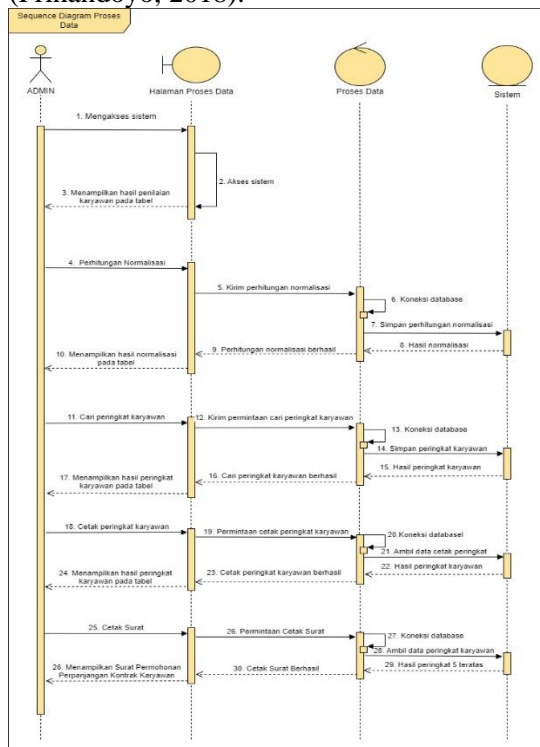 (Prihandoyo, 2018).
Sequence Diagram Proses
Data
ADMIN
Halaman Proses Data
Proses Data
Sistem
1. Mengakses sistem
2. Akses sistem
3. Menampilkan hasil penilaian
karyawan pada tabel
4. Perhitungan Normalisasi
5. Kirim perhitungan normalisasi
6. Koneksi database
7. Simpan perhitungan normalisasi
8. Hasil normalisasi
9. Perhitungan normalisasi berhasil
10. Menampilkan hasil normalisasi
pada tabel
11. Cari peringkat karyawan
12. Kirim permintaan cari peringkat karyawan
13. Koneksi database
14. Simpan peringkat karyawan
15. Hasil peringkat karyawan
16. Cari peringkat karyawan berhasil
17. Menampilkan hasil peringkat
karyawan pada tabel
18. Cetak peringkat karyawan
19. Permintaan cetak peringkat karyawan
20.Koneksi databasel
21. Ambil data cetak peringkat
22. Hasil peringkat karyawan
23. Cetak peringkat karyawan berhasil
24. Menampilkan hasil peringkat
karyawan pada tabel
25. Cetak Surat
26. Permintaan Cetak Surat
27. Koneksi database
28. Ambil data peringkat karyawan
29. Hasil peringkat 5 teratas
30. Cetak Surat Berhasil
26. Menampilkan Surat Permohonan
Perpanjangan Kontrak Karyawan